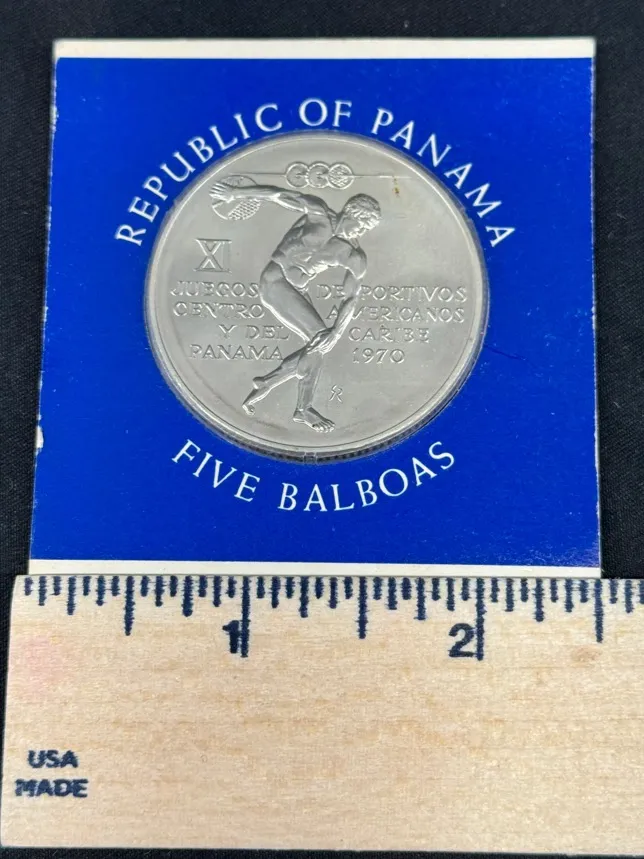 REPUBLIC OF PANAMA
XI
JUEGOS DEPORTIVOS
CENTRO AMERICANOS
Y DEL CARIBE
PANAMA 1970
FIVE BALBOAS
1 2
USA
MADE